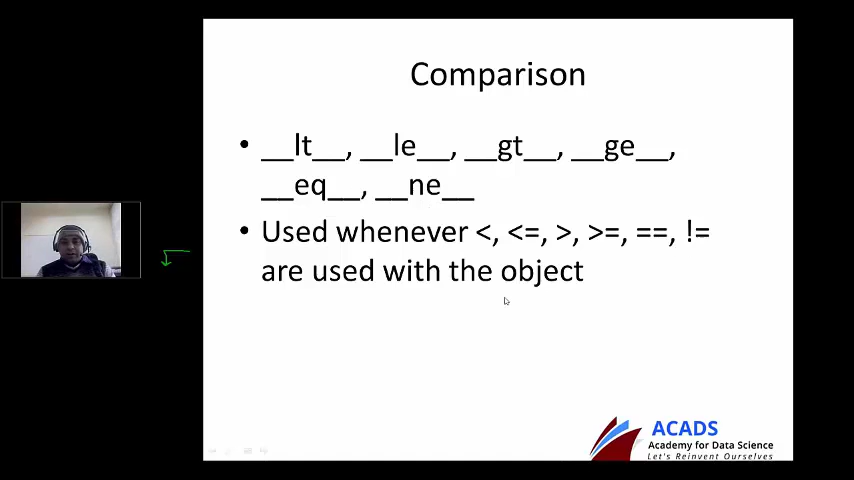 Comparison
• __lt__, __le__, __gt__, __ge__,
__eq__, __ne__
• Used whenever <, <=, >, >=, ==, !=
are used with the object
ACADS
Academy for Data Science
Let's Reinvent Ourselves